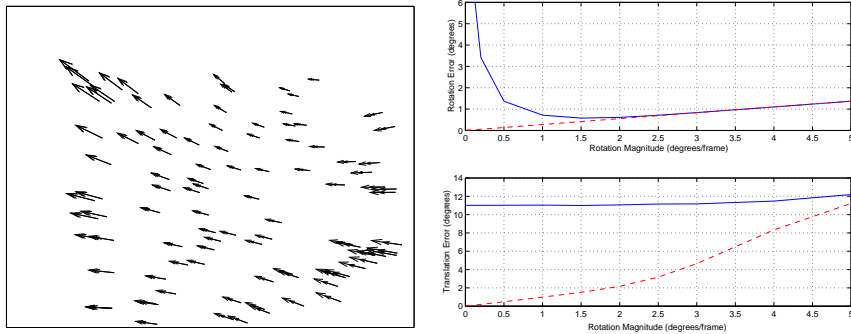 6
5
4
3
2
1
0
Rotation Error (degrees)
0 0.5 1 1.5 2 2.5 3 3.5 4 4.5 5
Rotation Magnitude (degrees/frame)
14
12
10
8
6
4
2
0
Translation Error (degrees)
0 0.5 1 1.5 2 2.5 3 3.5 4 4.5 5
Rotation Magnitude (degrees/frame)